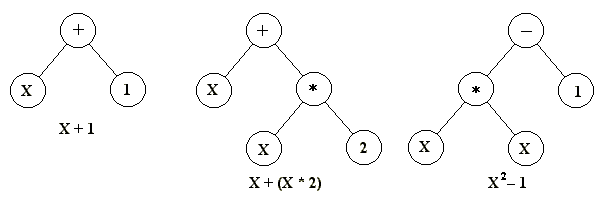 +
X
1
X + 1
+
X
*
X
2
X + (X * 2)
–
*
1
X
X
X² – 1